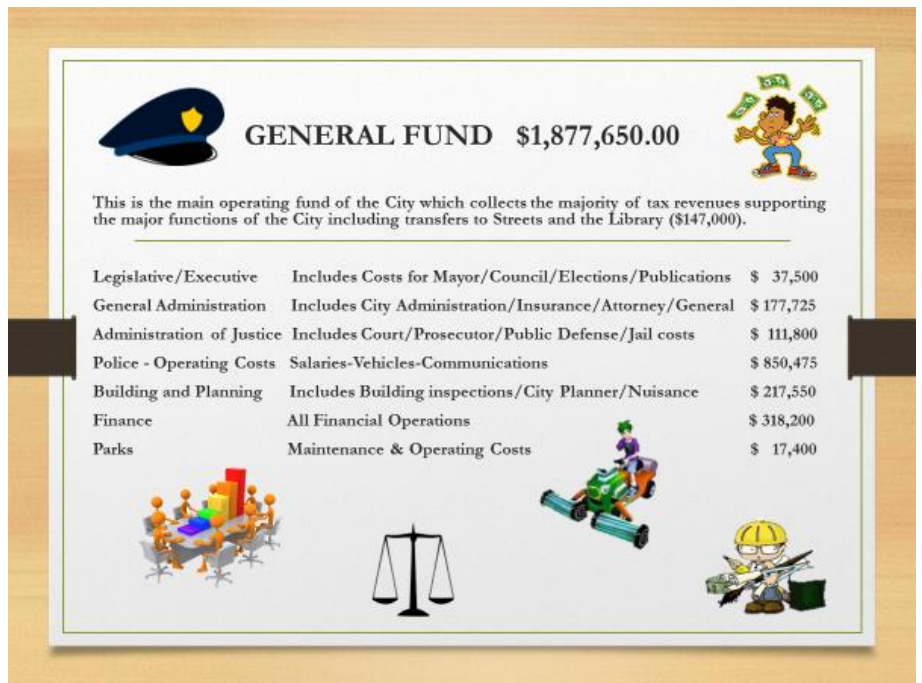 GENERAL FUND $1,877,650.00
This is the main operating fund of the City which collects the majority of tax revenues supporting
the major functions of the City including transfers to Streets and the Library ($147,000).
Legislative/Executive Includes Costs for Mayor/Council/Elections/Publications $ 37,500
General Administration Includes City Administration/Insurance/Attorney/General $ 177,725
Administration of Justice Includes Court/Prosecutor/Public Defense/Jail costs $ 111,800
Police - Operating Costs Salaries-Vehicles-Communications $ 850,475
Building and Planning Includes Building inspections/City Planner/Nuisance $ 217,550
Finance All Financial Operations $ 318,200
Parks Maintenance & Operating Costs $ 17,400